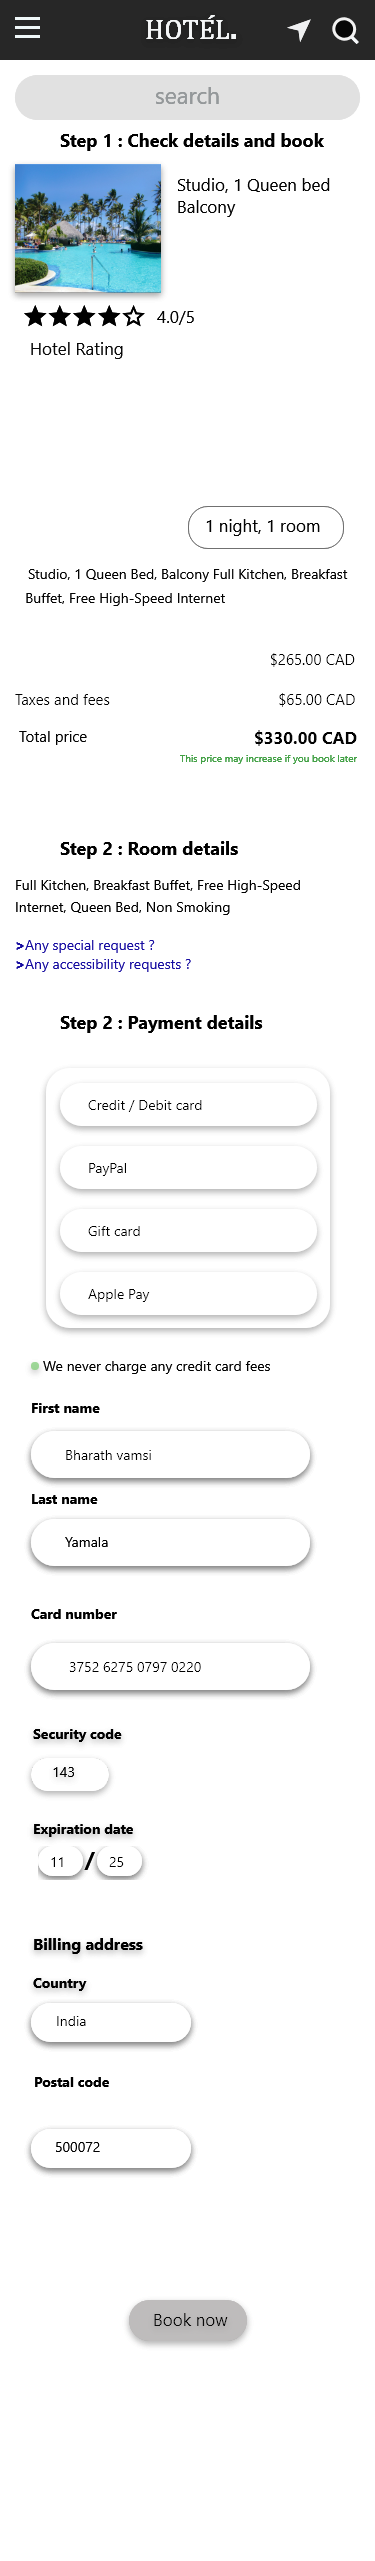 HOTÉL.
search
Step 1 : Check details and book
Studio, 1 Queen bed
Balcony
4.0/5
Hotel Rating
1 night, 1 room
Studio, 1 Queen Bed, Balcony Full Kitchen, Breakfast
Buffet, Free High-Speed Internet
$265.00 CAD
Taxes and fees $65.00 CAD
Total price $330.00 CAD
This price may increase if you book later
Step 2 : Room details
Full Kitchen, Breakfast Buffet, Free High-Speed
Internet, Queen Bed, Non Smoking
>Any special request ?
>Any accessibility requests ?
Step 2 : Payment details
Credit / Debit card
PayPal
Gift card
Apple Pay
We never charge any credit card fees
First name
Bharath vamsi
Last name
Yamala
Card number
3752 6275 0797 0220
Security code
143
Expiration date
11 / 25
Billing address
Country
India
Postal code
500072
Book now